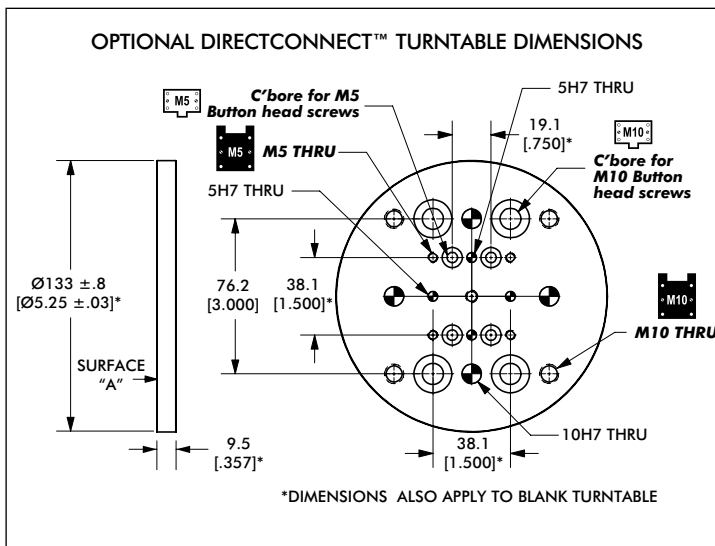 OPTIONAL DIRECTCONNECT™ TURNTABLE DIMENSIONS
M5
C'bore for M5
Button head screws
5H7 THRU
M5
M5 THRU
19.1
[.750]*
M10
C'bore for
M10 Button
head screws
5H7 THRU
Ø133 ±.8
[Ø5.25 ±.03]*
76.2
[3.000]
38.1
[1.500]*
M10
M10 THRU
SURFACE
"A"
10H7 THRU
9.5
[.357]*
38.1
[1.500]*
*DIMENSIONS ALSO APPLY TO BLANK TURNTABLE